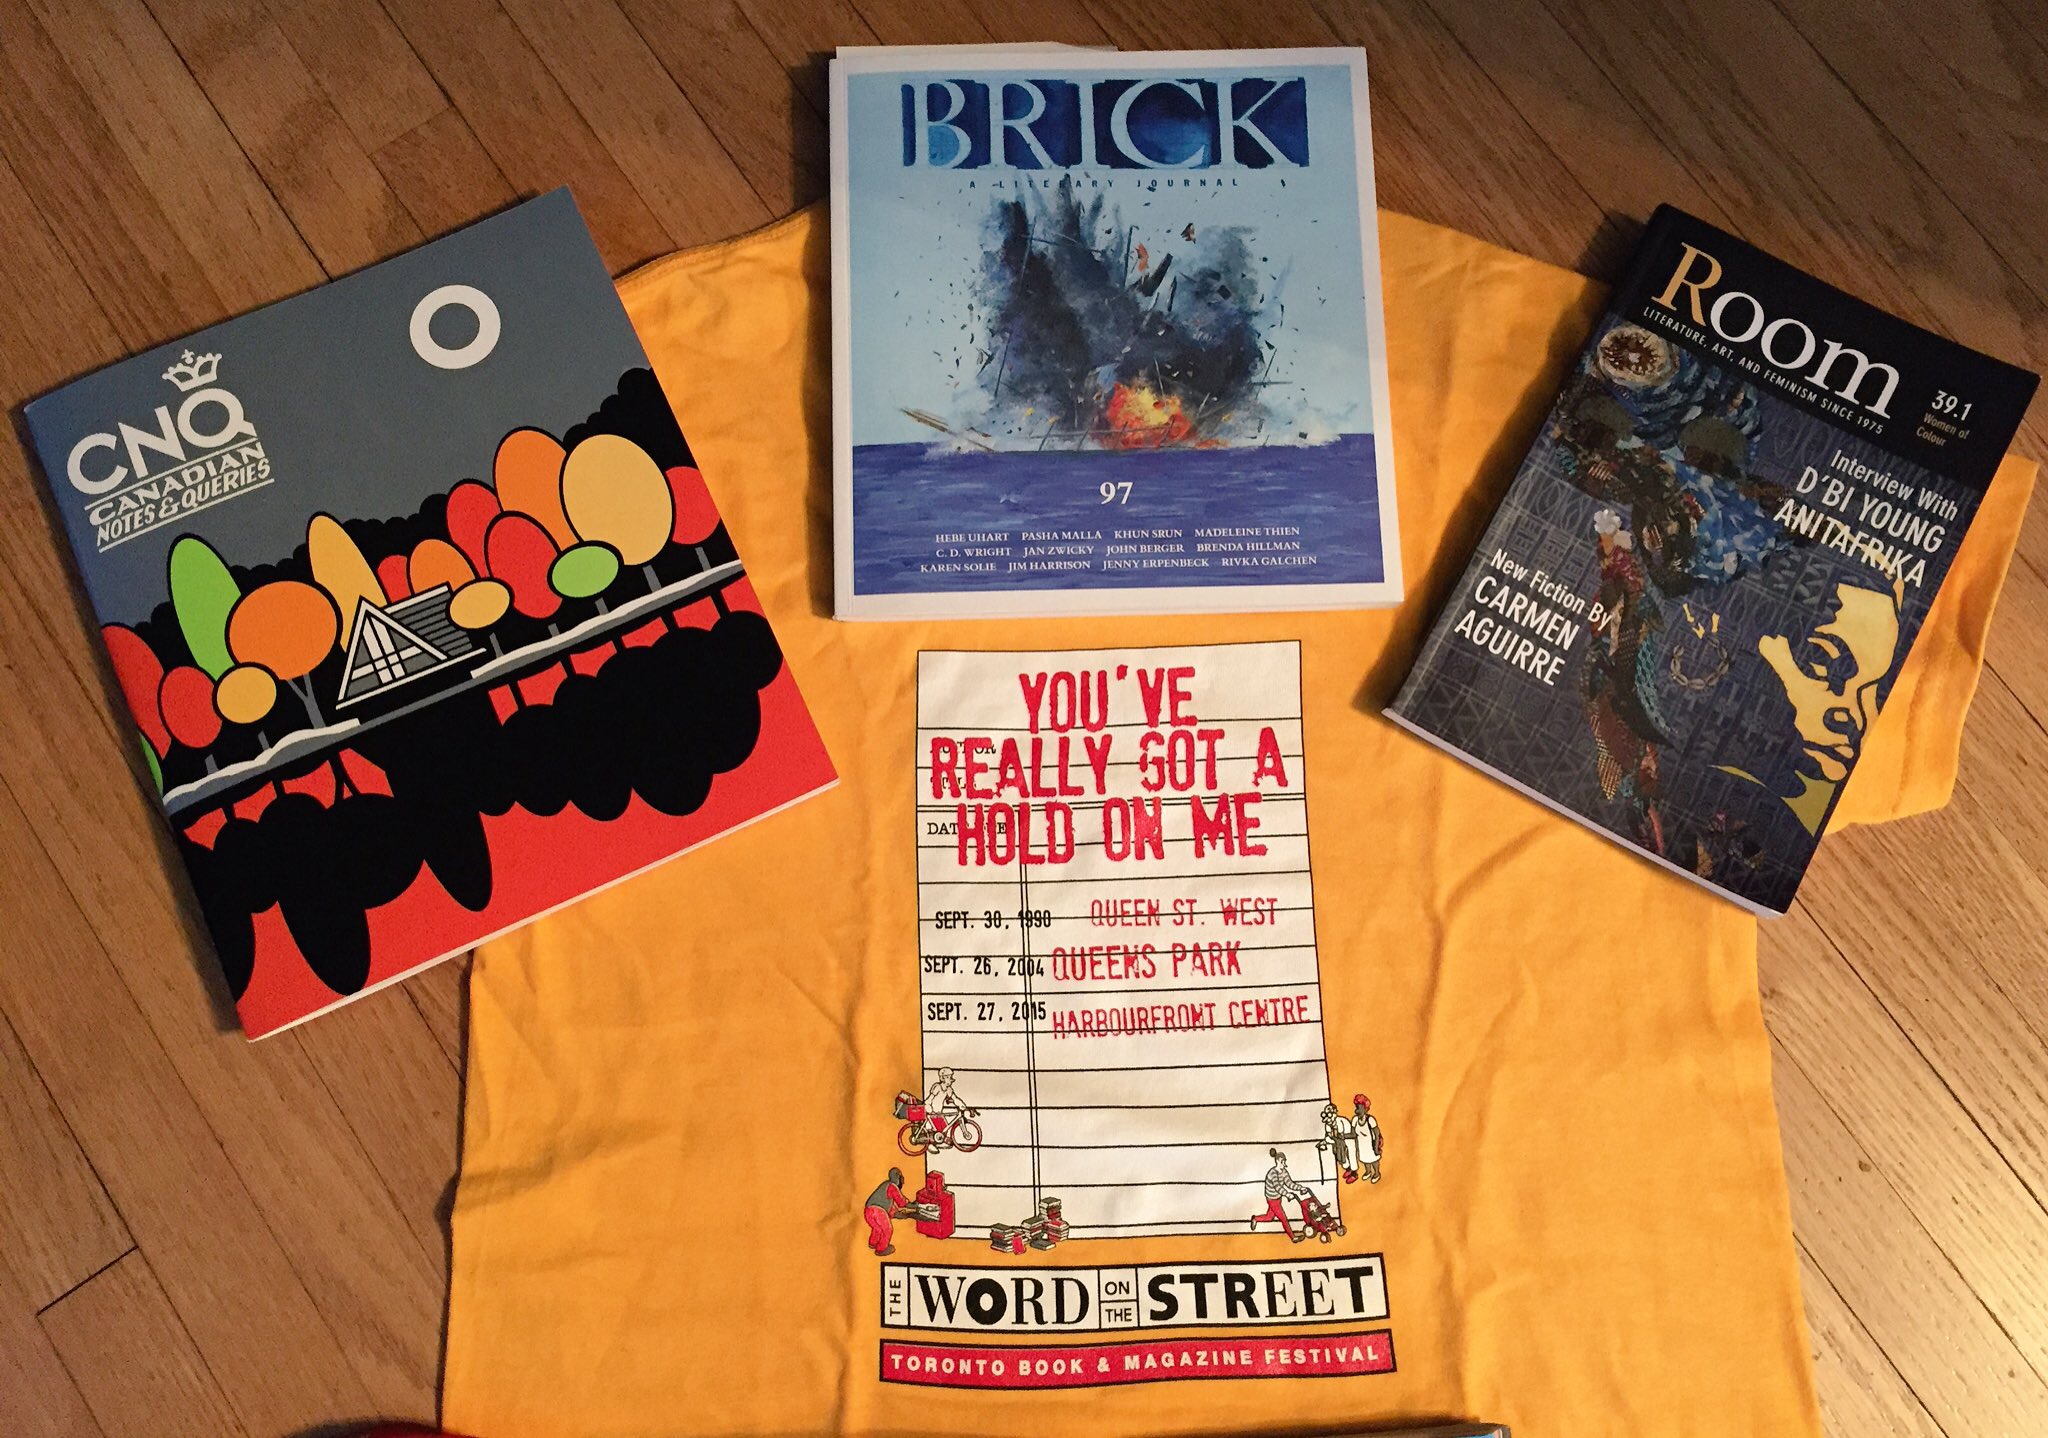 CNQ
CANADIAN
NOTES & QUERIES
BRICK
A LITERARY JOURNAL
97
HEBE UHART PASHA MALLA KHUN SRUN MADELEINE THIEN
C. D. WRIGHT JAN ZWICKY JOHN BERGER BRENDA HILLMAN
KAREN SOLIE JIM HARRISON JENNY ERPENBECK RIVKA GALCHEN
ROOM
LITERATURE, ART, AND FEMINISM SINCE 1975
39.1
Women of
Colour
Interview With
D'BI YOUNG
ANITAFRIKA
New Fiction By
CARMEN
AGUIRRE
YOU'VE
REALLY GOT A
HOLD ON ME
SEPT. 30, 1990 QUEEN ST. WEST
SEPT. 26, 2004 QUEENS PARK
SEPT. 27, 2015 HARBOURFRONT CENTRE
THE WORD ON THE STREET
TORONTO BOOK & MAGAZINE FESTIVAL